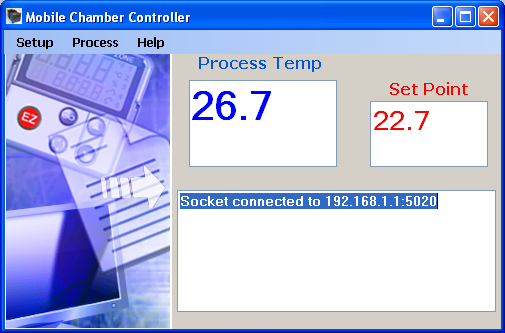 Mobile Chamber Controller
Setup Process Help
Process Temp
26.7
Set Point
22.7
EZ
Socket connected to 192.168.1.1:5020